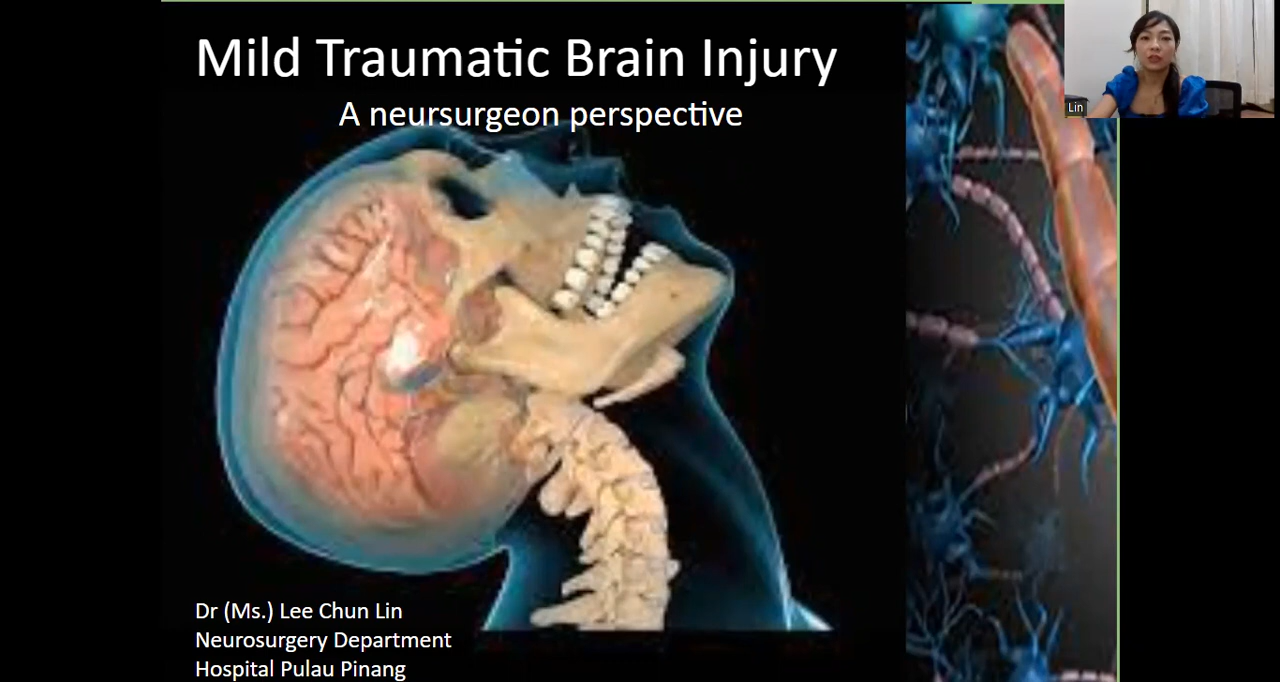 Mild Traumatic Brain Injury
A neursurgeon perspective
Lin
Dr (Ms.) Lee Chun Lin
Neurosurgery Department
Hospital Pulau Pinang